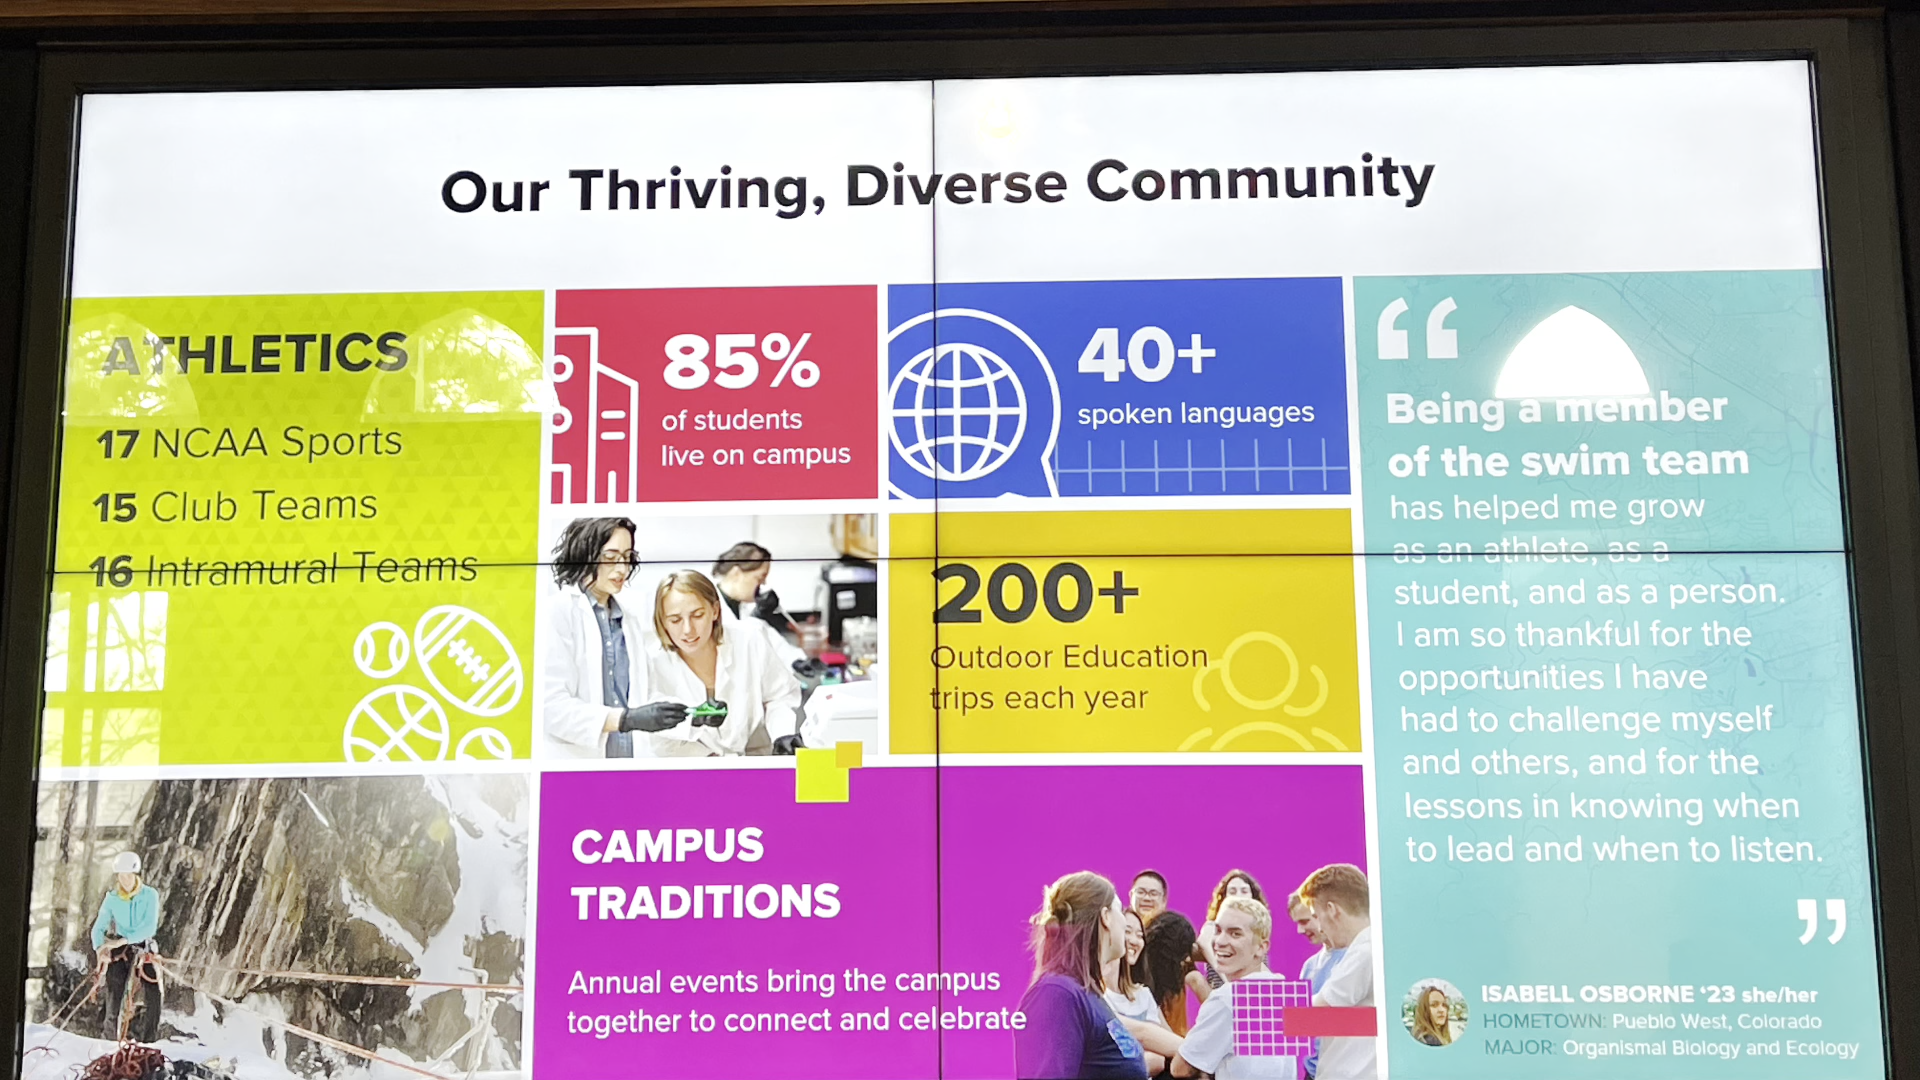 Our Thriving, Diverse Community
ATHLETICS
17 NCAA Sports
15 Club Teams
16 Intramural Teams
85%
of students
live on campus
40+
spoken languages
200+
Outdoor Education
trips each year
CAMPUS
TRADITIONS
Annual events bring the campus
together to connect and celebrate
“
Being a member
of the swim team
has helped me grow
as an athlete, as a
student, and as a person.
I am so thankful for the
opportunities I have
had to challenge myself
and others, and for the
lessons in knowing when
to lead and when to listen.
”
ISABELL OSBORNE ‘23 she/her
HOMETOWN: Pueblo West, Colorado
MAJOR: Organismal Biology and Ecology